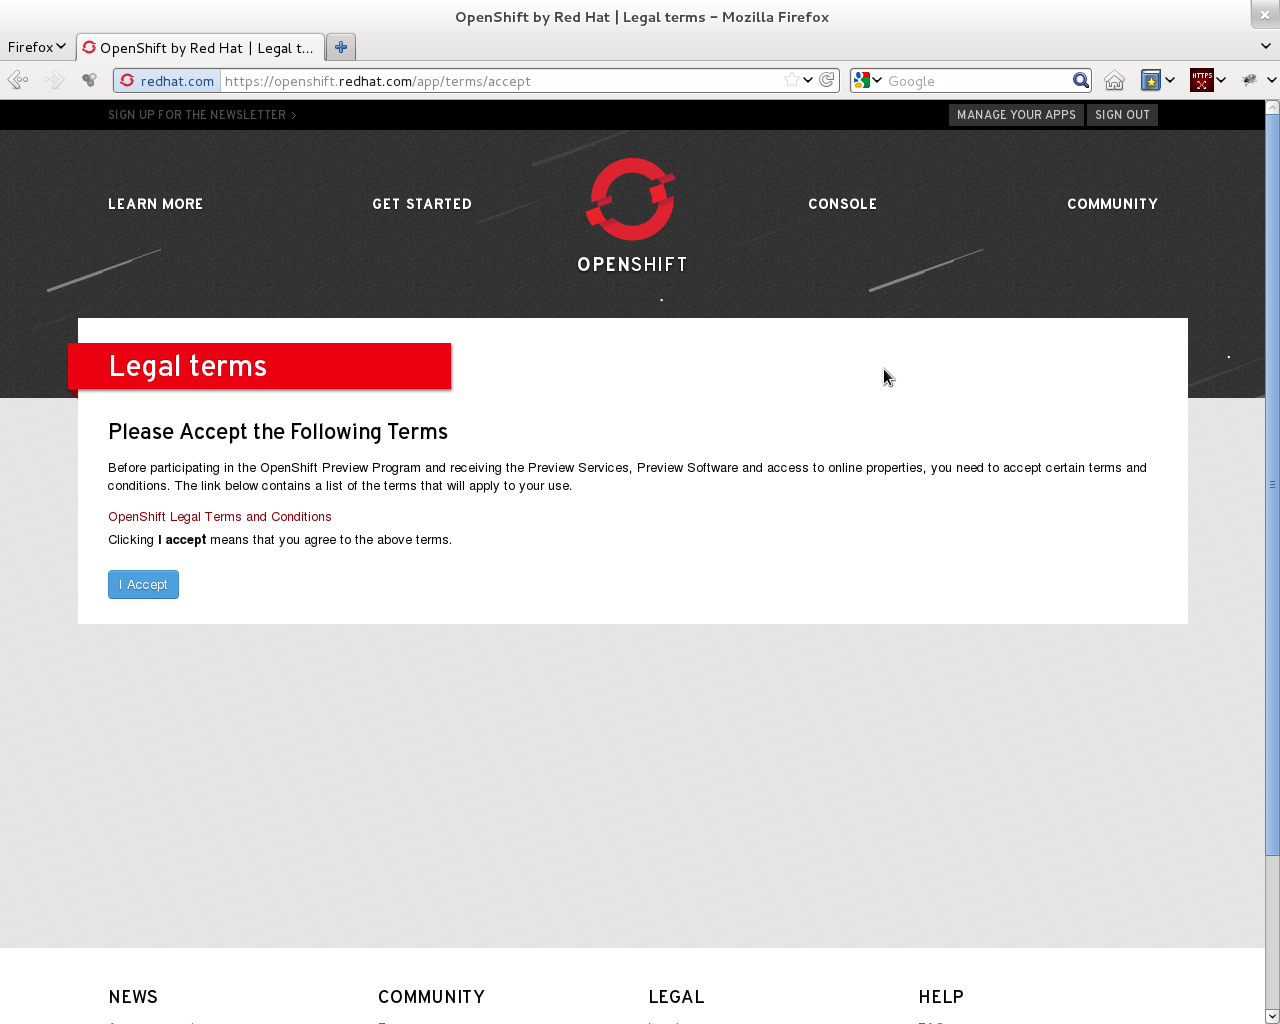 OpenShift by Red Hat | Legal terms – Mozilla Firefox
Firefox
OpenShift by Red Hat | Legal t...
redhat.com
https://openshift.redhat.com/app/terms/accept
Google
HTTPS
SIGN UP FOR THE NEWSLETTER >
MANAGE YOUR APPS
SIGN OUT
LEARN MORE
GET STARTED
OPENSHIFT
CONSOLE
COMMUNITY
Legal terms
Please Accept the Following Terms
Before participating in the OpenShift Preview Program and receiving the Preview Services, Preview Software and access to online properties, you need to accept certain terms and
conditions. The link below contains a list of the terms that will apply to your use.
OpenShift Legal Terms and Conditions
Clicking I accept means that you agree to the above terms.
I Accept
NEWS
COMMUNITY
LEGAL
HELP